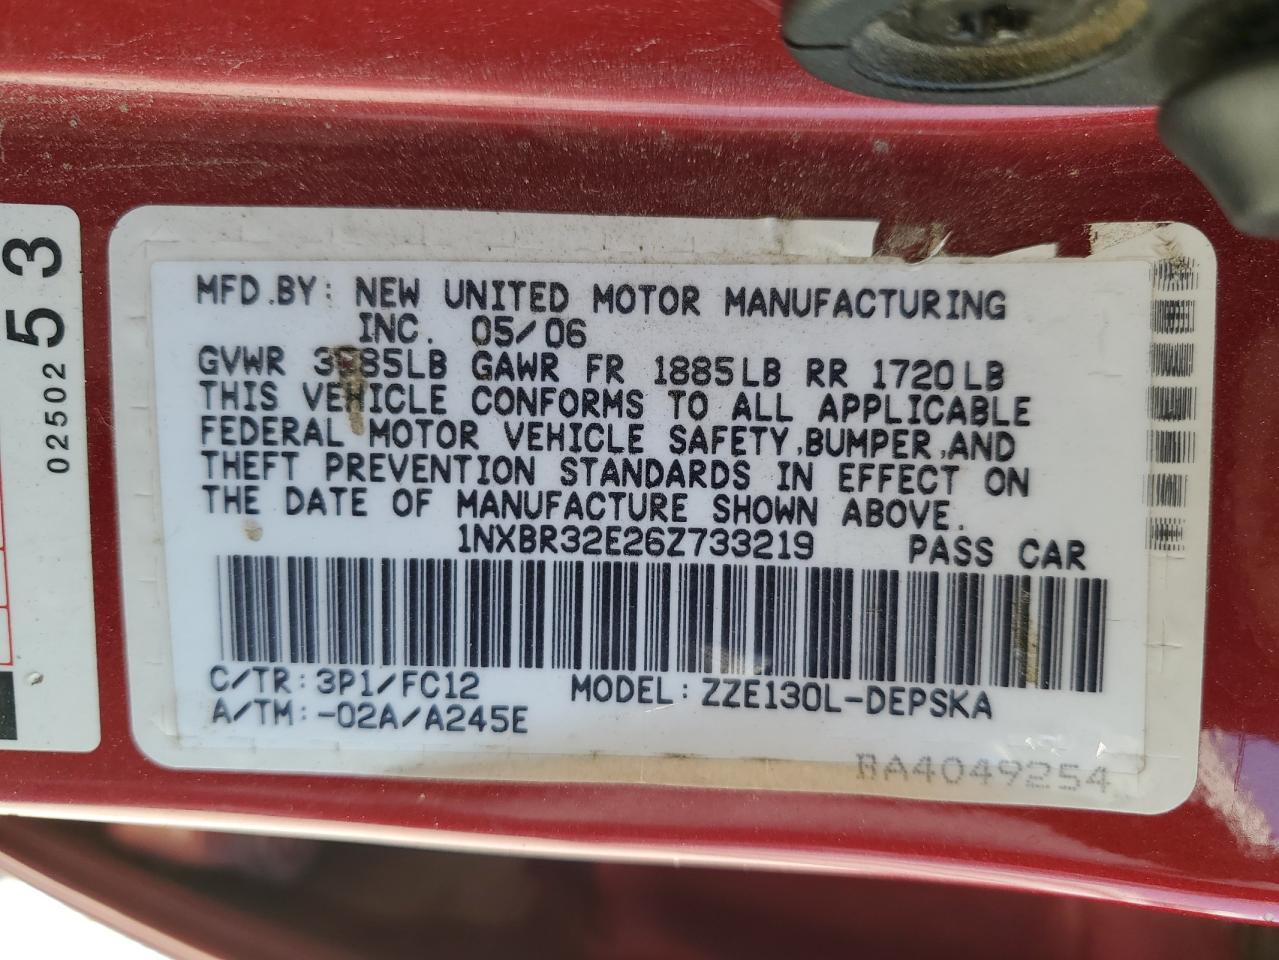 MFD.BY: NEW UNITED MOTOR MANUFACTURING
INC. 05/06
GVWR 3585LB GAWR FR 1885LB RR 1720LB
THIS VEHICLE CONFORMS TO ALL APPLICABLE
FEDERAL MOTOR VEHICLE SAFETY,BUMPER,AND
THEFT PREVENTION STANDARDS IN EFFECT ON
THE DATE OF MANUFACTURE SHOWN ABOVE.
1NXBR32E26Z733219 PASS CAR
C/TR:3P1/FC12 MODEL:ZZE130L-DEPSKA
A/TM:-02A/A245E
BA4049254
53
02502